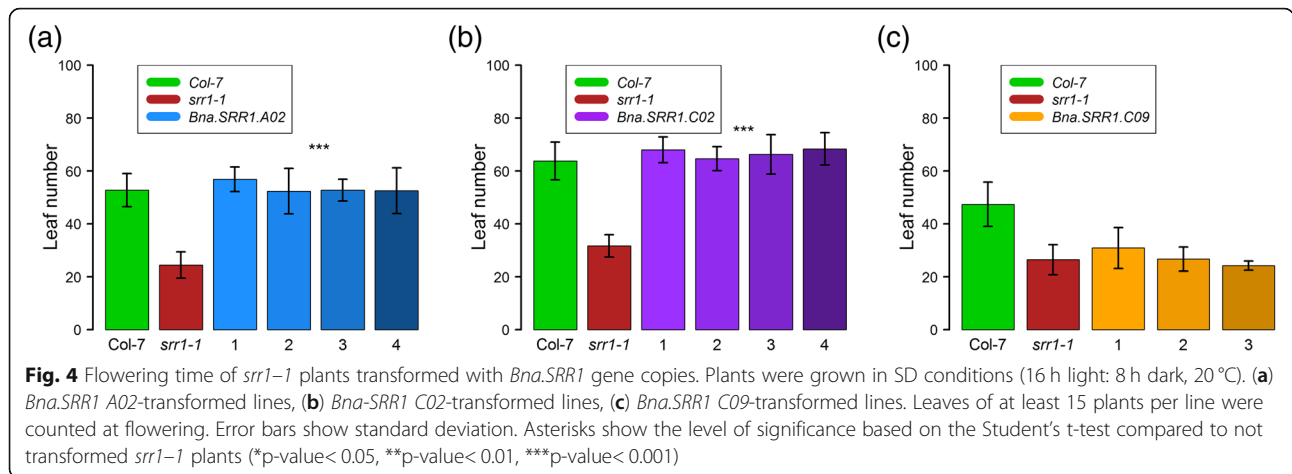 (a)
(b)
(c)
100
80
60
40
20
0
Leaf number
Col-7
srr1-1
Bna.SRR1.A02
***
Col-7
srr1-1
1
2
3
4
100
80
60
40
20
0
Leaf number
Col-7
srr1-1
Bna.SRR1.C02
***
Col-7
srr1-1
1
2
3
4
100
80
60
40
20
0
Leaf number
Col-7
srr1-1
Bna.SRR1.C09
Col-7
srr1-1
1
2
3
Fig. 4 Flowering time of srr1–1 plants transformed with Bna.SRR1 gene copies. Plants were grown in SD conditions (16 h light: 8 h dark, 20 °C). (a)
Bna.SRR1 A02-transformed lines, (b) Bna-SRR1 C02-transformed lines, (c) Bna.SRR1 C09-transformed lines. Leaves of at least 15 plants per line were
counted at flowering. Error bars show standard deviation. Asterisks show the level of significance based on the Student’s t-test compared to not
transformed srr1–1 plants (*p-value< 0.05, **p-value< 0.01, ***p-value< 0.001)